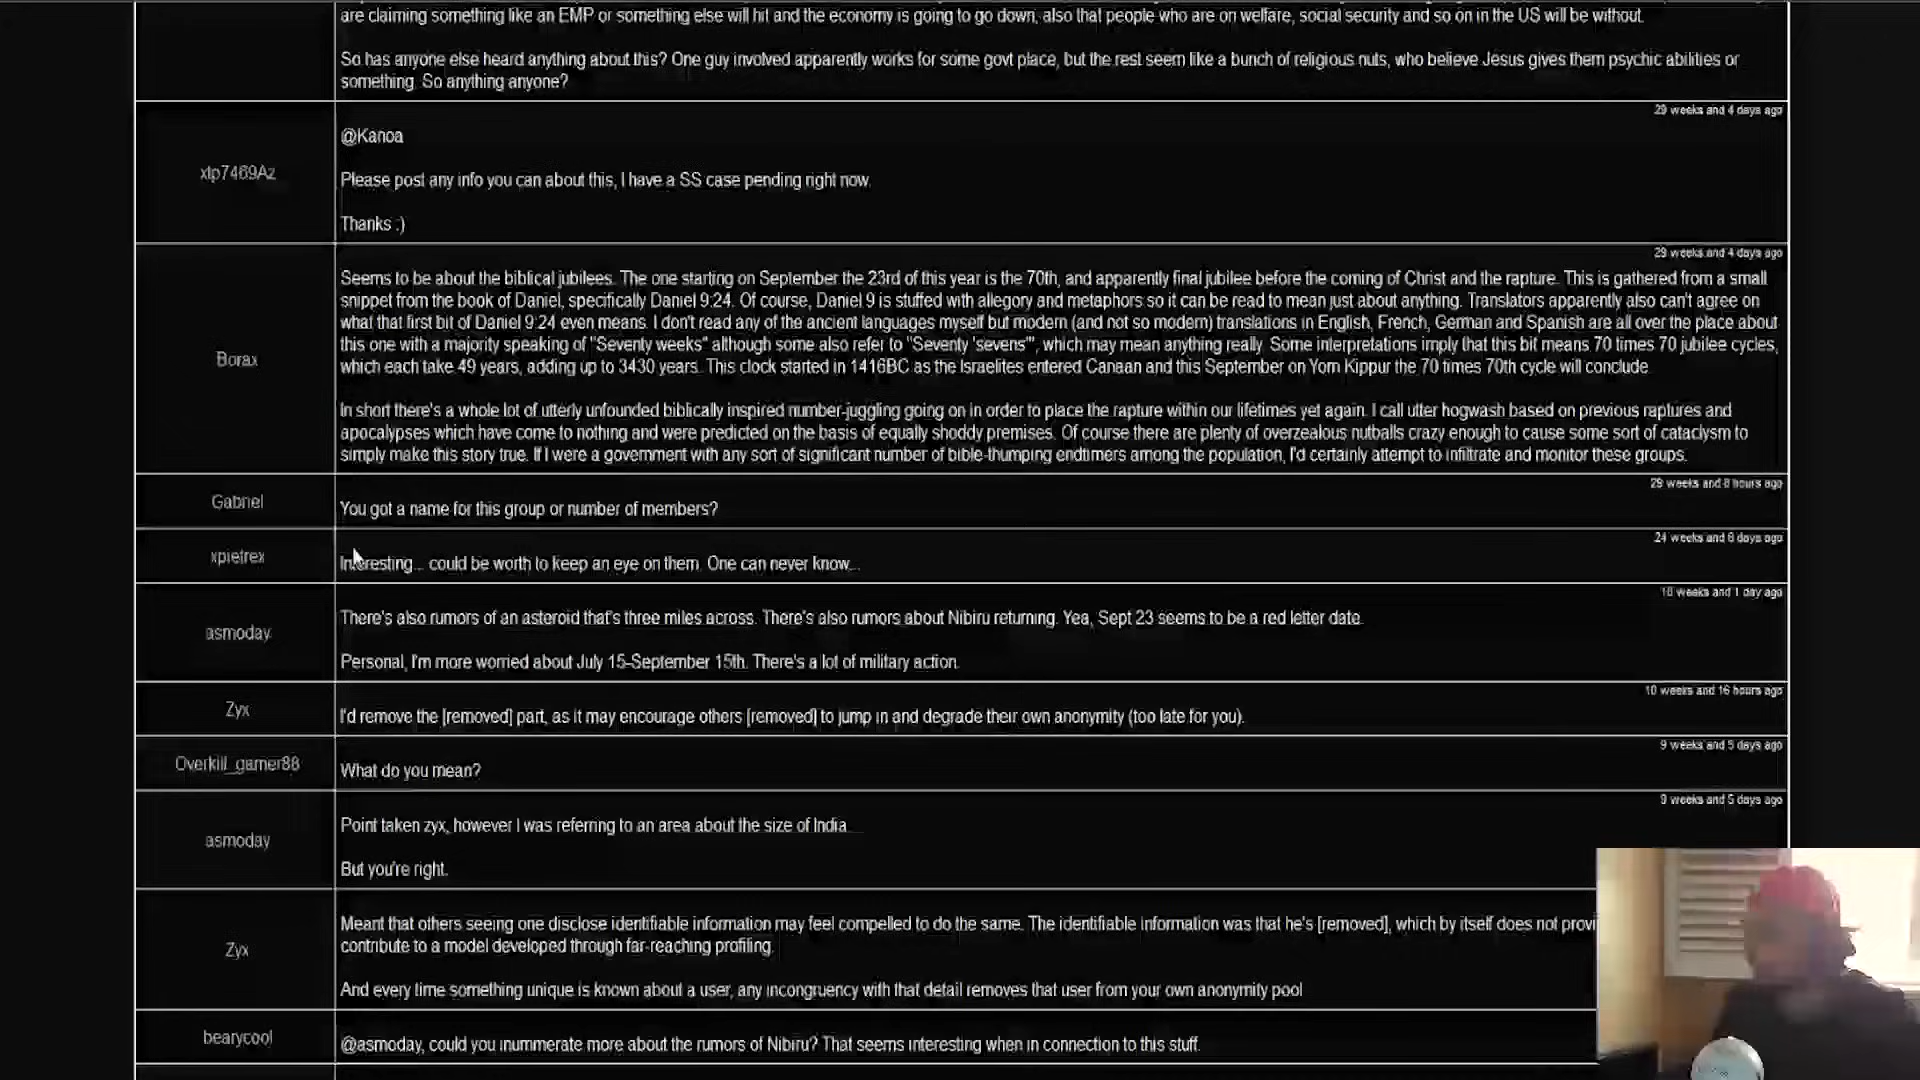 are claiming something like an EMP or something else will hit and the economy is going to go down, also that people who are on welfare, social security and so on in the US will be without.
So has anyone else heard anything about this? One guy involved apparently works for some govt place, but the rest seem like a bunch of religious nuts, who believe Jesus gives them psychic abilities or
something. So anything anyone?
29 weeks and 4 days ago
xlp7469Az
@Kanoa
Please post any info you can about this, I have a SS case pending right now.
Thanks :)
29 weeks and 4 days ago
Borax
Seems to be about the biblical jubilees. The one starting on September the 23rd of this year is the 70th, and apparently final jubilee before the coming of Christ and the rapture. This is gathered from a small
snippet from the book of Daniel, specifically Daniel 9:24. Of course, Daniel 9 is stuffed with allegory and metaphors so it can be read to mean just about anything. Translators apparently also can't agree on
what that first bit of Daniel 9:24 even means. I don't read any of the ancient languages myself but modern (and not so modern) translations in English, French, German and Spanish are all over the place about
this one with a majority speaking of "Seventy weeks" although some also refer to "Seventy 'sevens'", which may mean anything really. Some interpretations imply that this bit means 70 times 70 jubilee cycles,
which each take 49 years, adding up to 3430 years. This clock started in 1416BC as the Israelites entered Canaan and this September on Yom Kippur the 70 times 70th cycle will conclude.
In short there's a whole lot of utterly unfounded biblically inspired number-juggling going on in order to place the rapture within our lifetimes yet again. I call utter hogwash based on previous raptures and
apocalypses which have come to nothing and were predicted on the basis of equally shoddy premises. Of course there are plenty of overzealous nutballs crazy enough to cause some sort of cataclysm to
simply make this story true. If I were a government with any sort of significant number of bible-thumping endtimers among the population, I'd certainly attempt to infiltrate and monitor these groups.
29 weeks and 8 hours ago
Gabriel
You got a name for this group or number of members?
24 weeks and 6 days ago
xpietrex
Interesting... could be worth to keep an eye on them. One can never know...
weeks and 1 day ago
asmoday
There's also rumors of an asteroid that's three miles across. There's also rumors about Nibiru returning. Yea, Sept 23 seems to be a red letter date.
Personal, I'm more worried about July 15-September 15th. There's a lot of military action.
10 weeks and 16 hours ago
Zyx
I'd remove the [removed] part, as it may encourage others [removed] to jump in and degrade their own anonymity (too late for you).
9 weeks and 5 days ago
Overkill_gamer88
What do you mean?
9 weeks and 5 days ago
asmoday
Point taken zyx, however I was referring to an area about the size of India.
But you're right.
Zyx
Meant that others seeing one disclose identifiable information may feel compelled to do the same. The identifiable information was that he's [removed], which by itself does not provi
contribute to a model developed through far-reaching profiling.
And every time something unique is known about a user, any incongruency with that detail removes that user from your own anonymity pool
bearycool
@asmoday, could you inummerate more about the rumors of Nibiru? That seems interesting when in connection to this stuff.